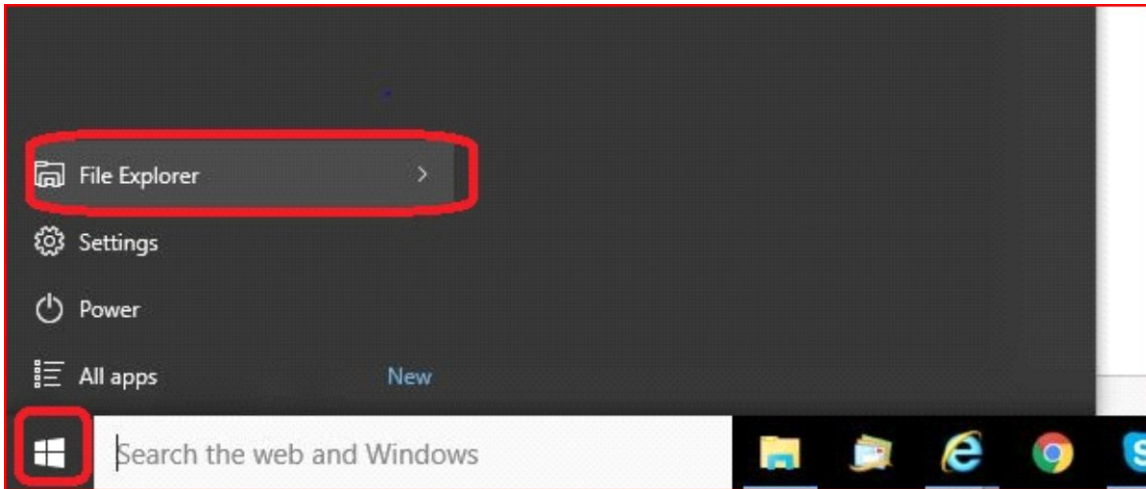 File Explorer
Settings
Power
All apps New
Search the web and Windows